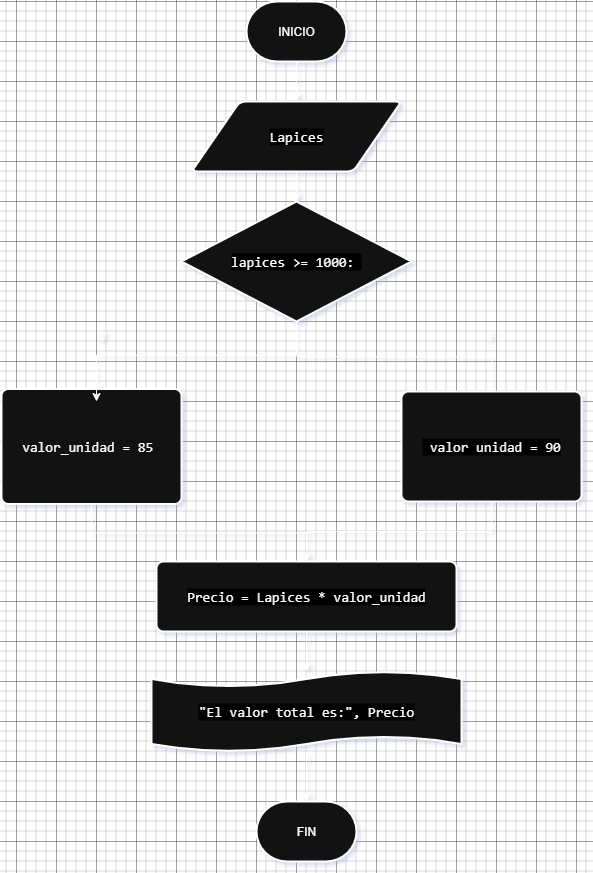 INICIO
Lapices
lapices >= 1000:
valor_unidad = 85
valor unidad = 90
Precio = Lapices * valor_unidad
"El valor total es:", Precio
FIN